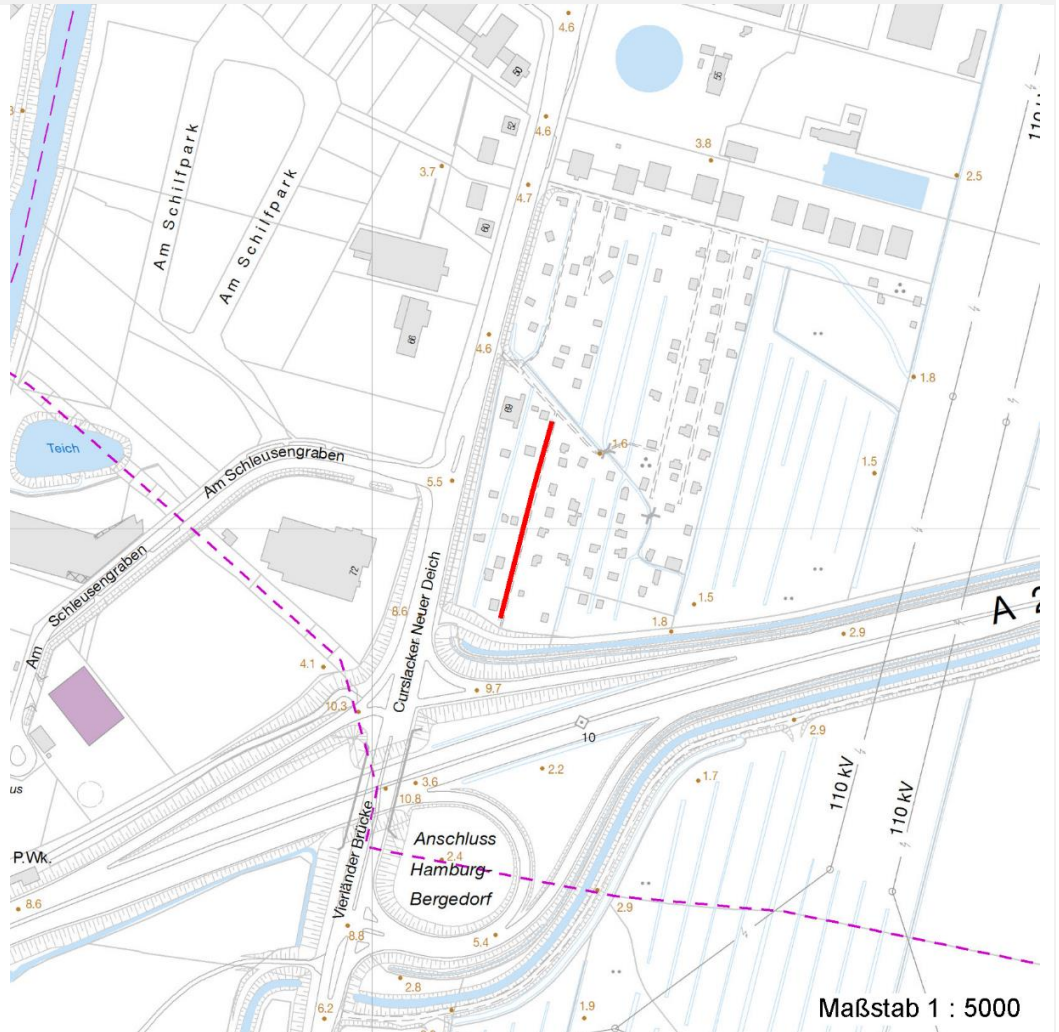 4.6
50
55
110
52
4.6
3.8
3.7
2.5
Am Schilfpark
Am Schilfpark
4.7
60
66
4.6
1.8
69
Teich
Am Schleusengraben
1.6
5.5
1.5
Am Schleusengraben
72
8.6
Curslacker Neuer Deich
1.5
1.8
2.9
A 2
4.1
9.7
10.3
10
2.9
2.2
3.6
1.7
10.8
110 kV
110 kV
us
Vierländer Brücke
Anschluss
2.4
Hamburg-
Bergedorf
P.Wk.
8.6
2.9
8.8
5.4
2.8
6.2
1.9
Maßstab 1 : 5000